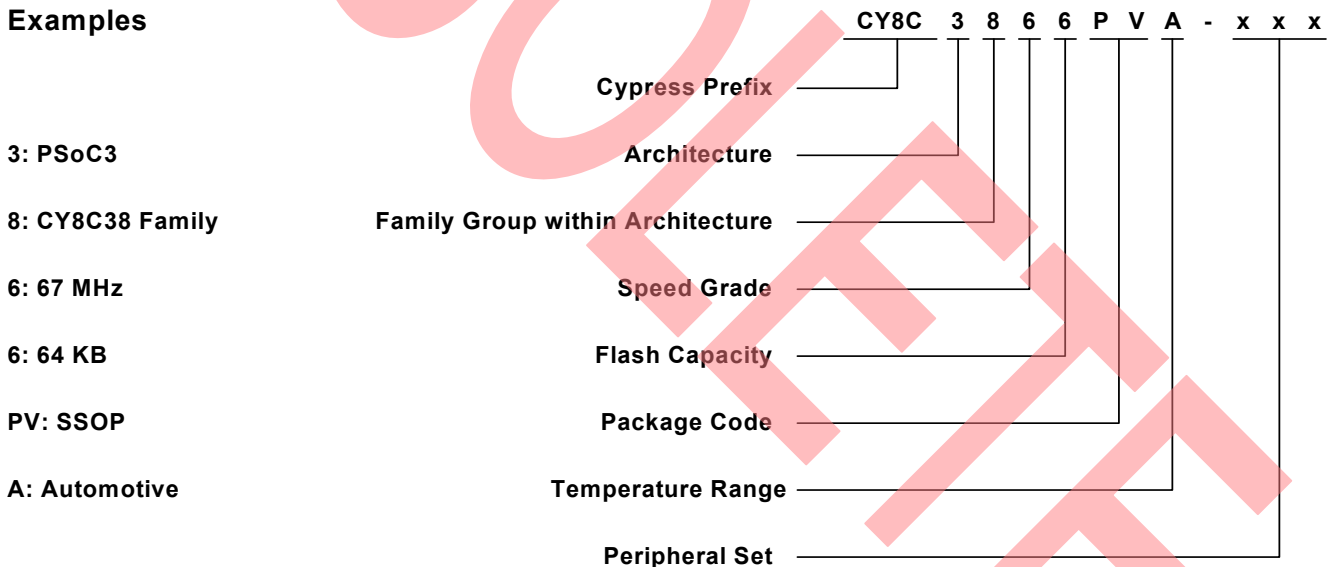 Examples
CY8C 3 8 6 6 P V A - x x x
Cypress Prefix
3: PSoC3 Architecture
8: CY8C38 Family Family Group within Architecture
6: 67 MHz Speed Grade
6: 64 KB Flash Capacity
PV: SSOP Package Code
A: Automotive Temperature Range
Peripheral Set